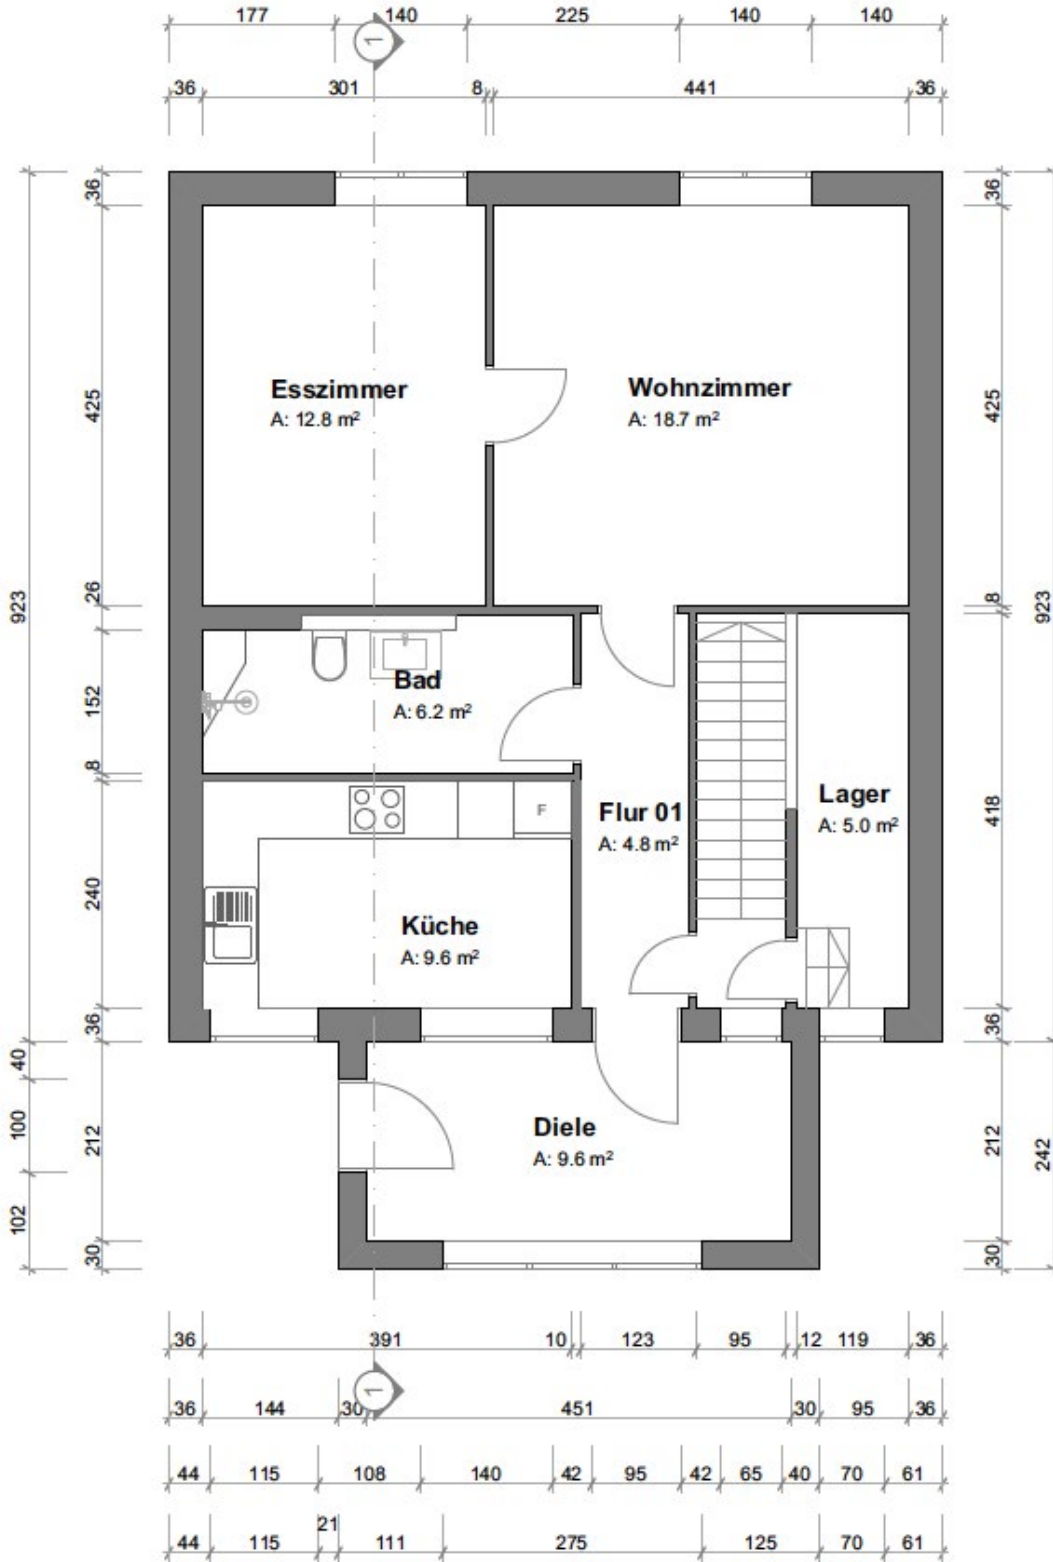 177 140 225 140 140
1
36 301 8 441 36
36 36
Esszimmer
A: 12.8 m²
Wohnzimmer
A: 18.7 m²
425 425
923 26 8 923
Bad
A: 6.2 m²
152
8
Flur 01
A: 4.8 m²
Lager
A: 5.0 m²
F
418
240
Küche
A: 9.6 m²
36 36
40
100
212
Diele
A: 9.6 m²
212
242
102
30 30
36 391 10 123 95 12 119 36
1
36 144 30 451 30 95 36
44 115 108 140 42 95 42 65 40 70 61
21
44 115 111 275 125 70 61